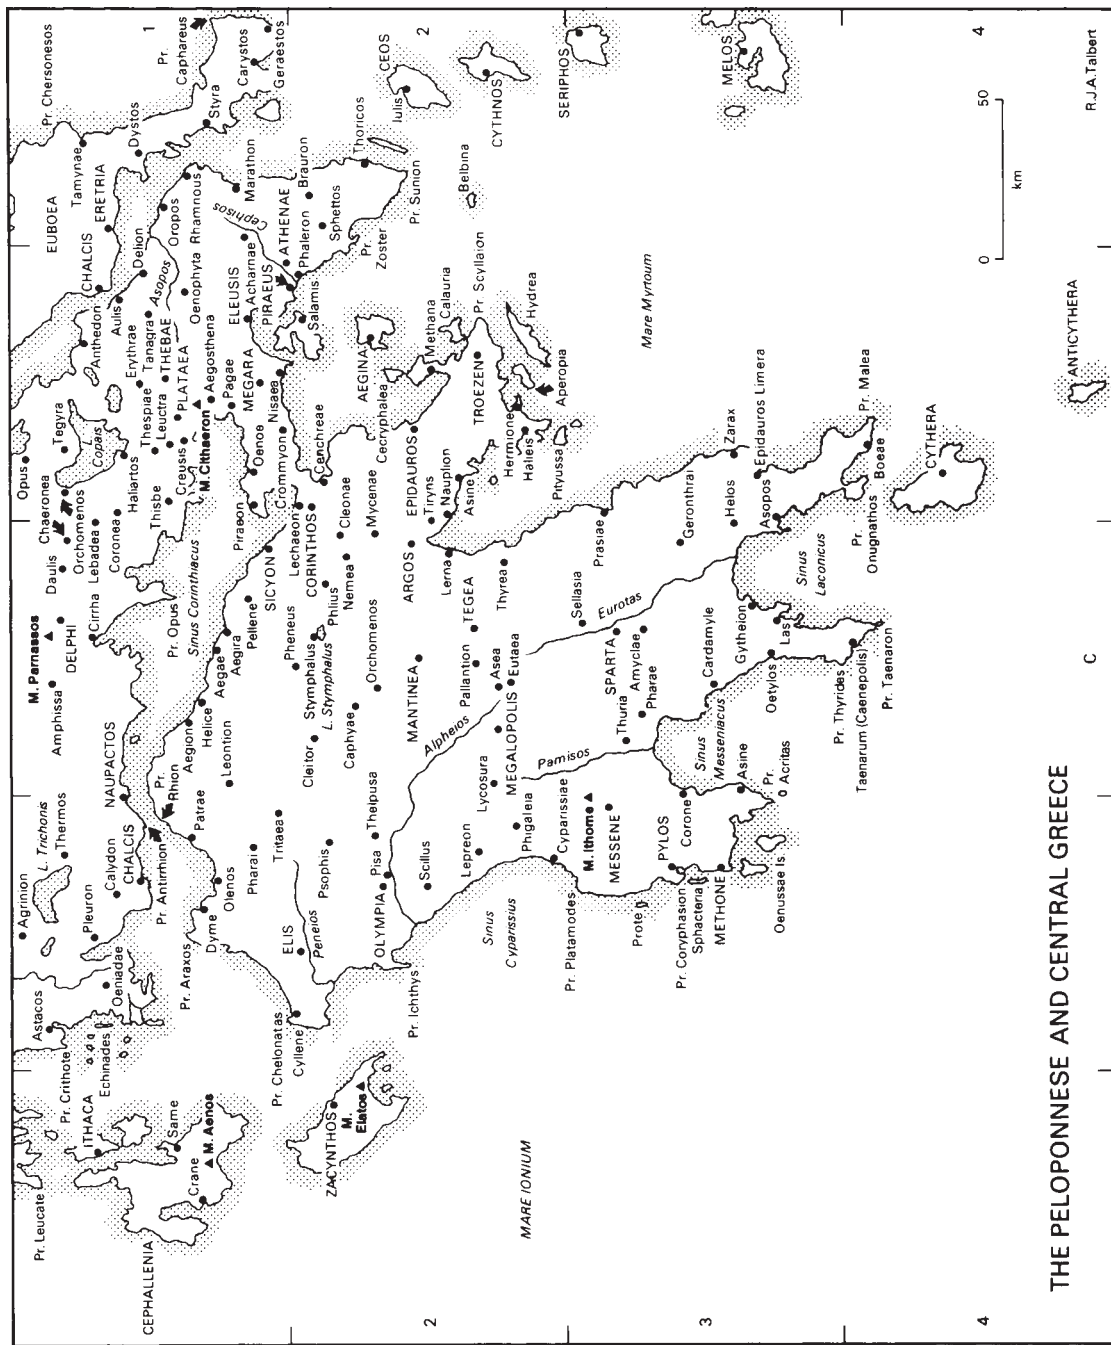 Pr. Leucate
ITHACA
Pr. Crithote
Echinades
Astacos
Oeniadae
Agrinion
Pleuron
Calydon
CHALCIS
L. Trichonis
Thermos
NAUPACTOS
Pr. Antirrhion
Pr.
Rhion
Amphissa
M. Parnassos
DELPHI
Cirrha
Daulis
Chaeronea
Orchomenos
Lebadea
Coronea
Opus
Tegyra
L.
Copais
Haliartos
Thisbe
Creusis
Thespiae
Leuctra
Erythrae
THEBAE
PLATAEA
M. Cithaeron
Anthedon
Aulis
Tanagra
Asopos
CHALCIS
Delion
Oenophyta
EUBOEA
ERETRIA
Oropos
Rhamnous
Tamynae
Pr. Chersonesos
Dystos
Styra
Pr.
Caphareus
Carystos
Geraestos
1
CEPHALLENIA
Crane
Same
M. Aenos
Pr. Araxos
Dyme
Olenos
Patrae
Pharai
Tritaea
Leontion
Aegion
Helice
Aegae
Aegira
Pellene
Pr. Opus
Sinus Corinthiacus
SICYON
Piraeon
Oenoe
Pagae
Aegosthena
MEGARA
Nisaea
Crommyon
ELEUSIS
Acharnae
PIRAEUS
Salamis
Cephisos
ATHENAE
Phaleron
Marathon
Brauron
Sphettos
Pr.
Zoster
Thoricos
Pr. Sunion
ZACYNTHOS
M.
Elatos
Pr. Chelonatas
Cyllene
ELIS
Peneios
Psophis
OLYMPIA
Pisa
Pr. Ichthys
Thelpusa
Cleitor
Caphyae
Pheneus
Stymphalus
L. Stymphalus
Orchomenos
Phlius
Nemea
Cleonae
Mycenae
Lechaeon
CORINTHOS
Cenchreae
ARGOS
EPIDAUROS
Tiryns
Nauplion
Asine
Lerna
Cecryphalea
AEGINA
Methana
Calauria
TROEZEN
Pr. Scyllaion
Hermione
Halieis
Hydrea
Aperopia
Pityussa
Belbina
CEOS
Iulis
CYTHNOS
SERIPHOS
2
2
MARE IONIUM
Sinus
Cyparissius
Scillus
Lepreon
Phigaleia
Cyparissiae
Alpheios
MANTINEA
Pallantion
TEGEA
Asea
Eutaea
Lycosura
MEGALOPOLIS
Thyrea
Mare Myrtoum
Pr. Platamodes
M. Ithome
MESSENE
Prote
PYLOS
Pr. Coryphasion
Sphacteria
METHONE
Oenussae Is.
Corone
Asine
Pr.
Acritas
Pamisos
Sinus
Messeniacus
Thuria
Pharae
SPARTA
Amyclae
Sellasia
Eurotas
Prasiae
Geronthrai
Cardamyle
Gytheion
Las
Oetylos
Pr. Thyrides
Taenarum (Caenepolis)
Pr. Taenaron
Sinus
Laconicus
Helos
Asopos
Zarax
Epidauros Limera
Pr. Malea
Boeae
Pr.
Onugnathos
CYTHERA
ANTICYTHERA
MELOS
3
4
4
0
50
km
C
R.J.A.Talbert
THE PELOPONNESE AND CENTRAL GREECE